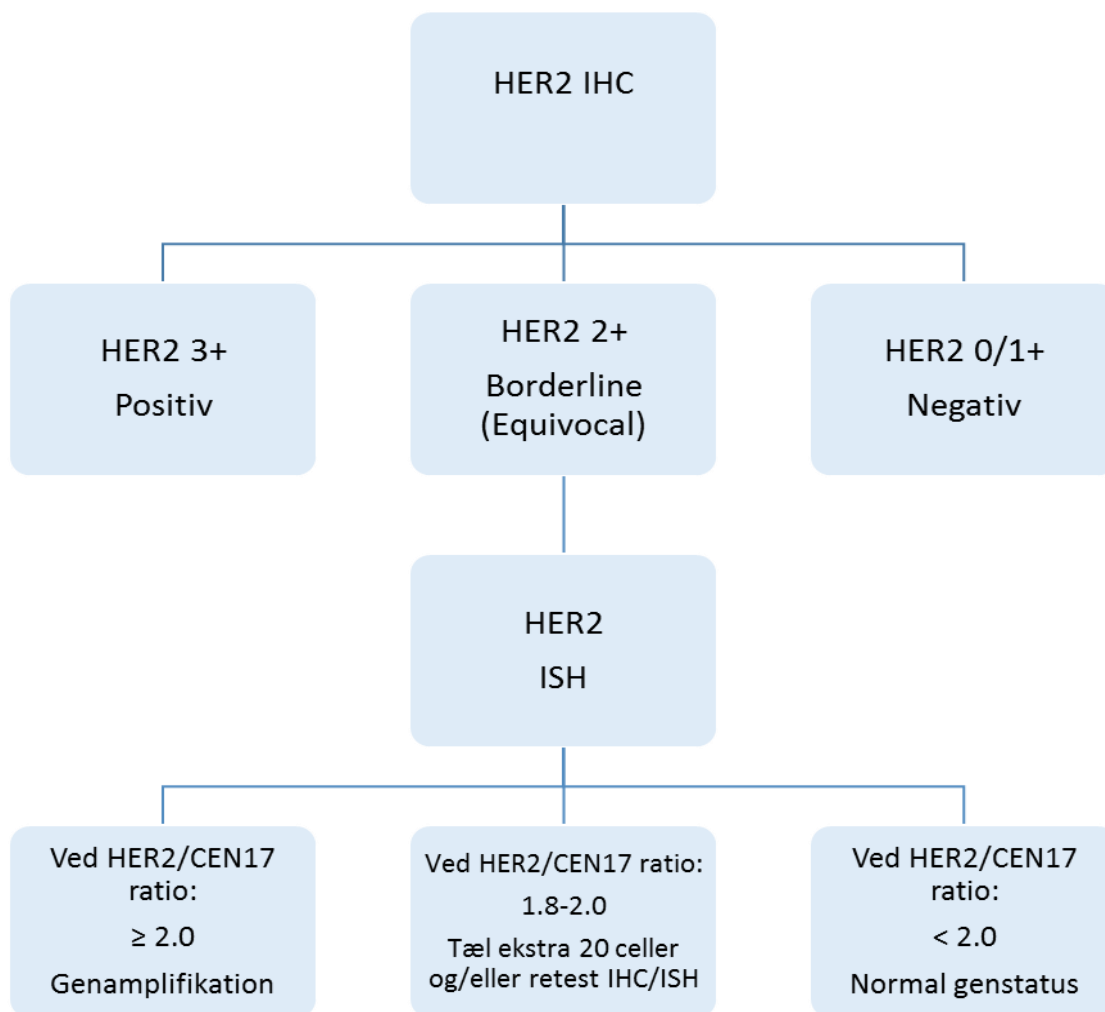 HER2 IHC
HER2 3+
Positiv
HER2 2+
Borderline
(Equivocal)
HER2 0/1+
Negativ
HER2
ISH
Ved HER2/CEN17
ratio:
≥ 2.0
Genamplifikation
Ved HER2/CEN17 ratio:
1.8-2.0
Tæl ekstra 20 celler
og/eller retest IHC/ISH
Ved HER2/CEN17
ratio:
< 2.0
Normal genstatus